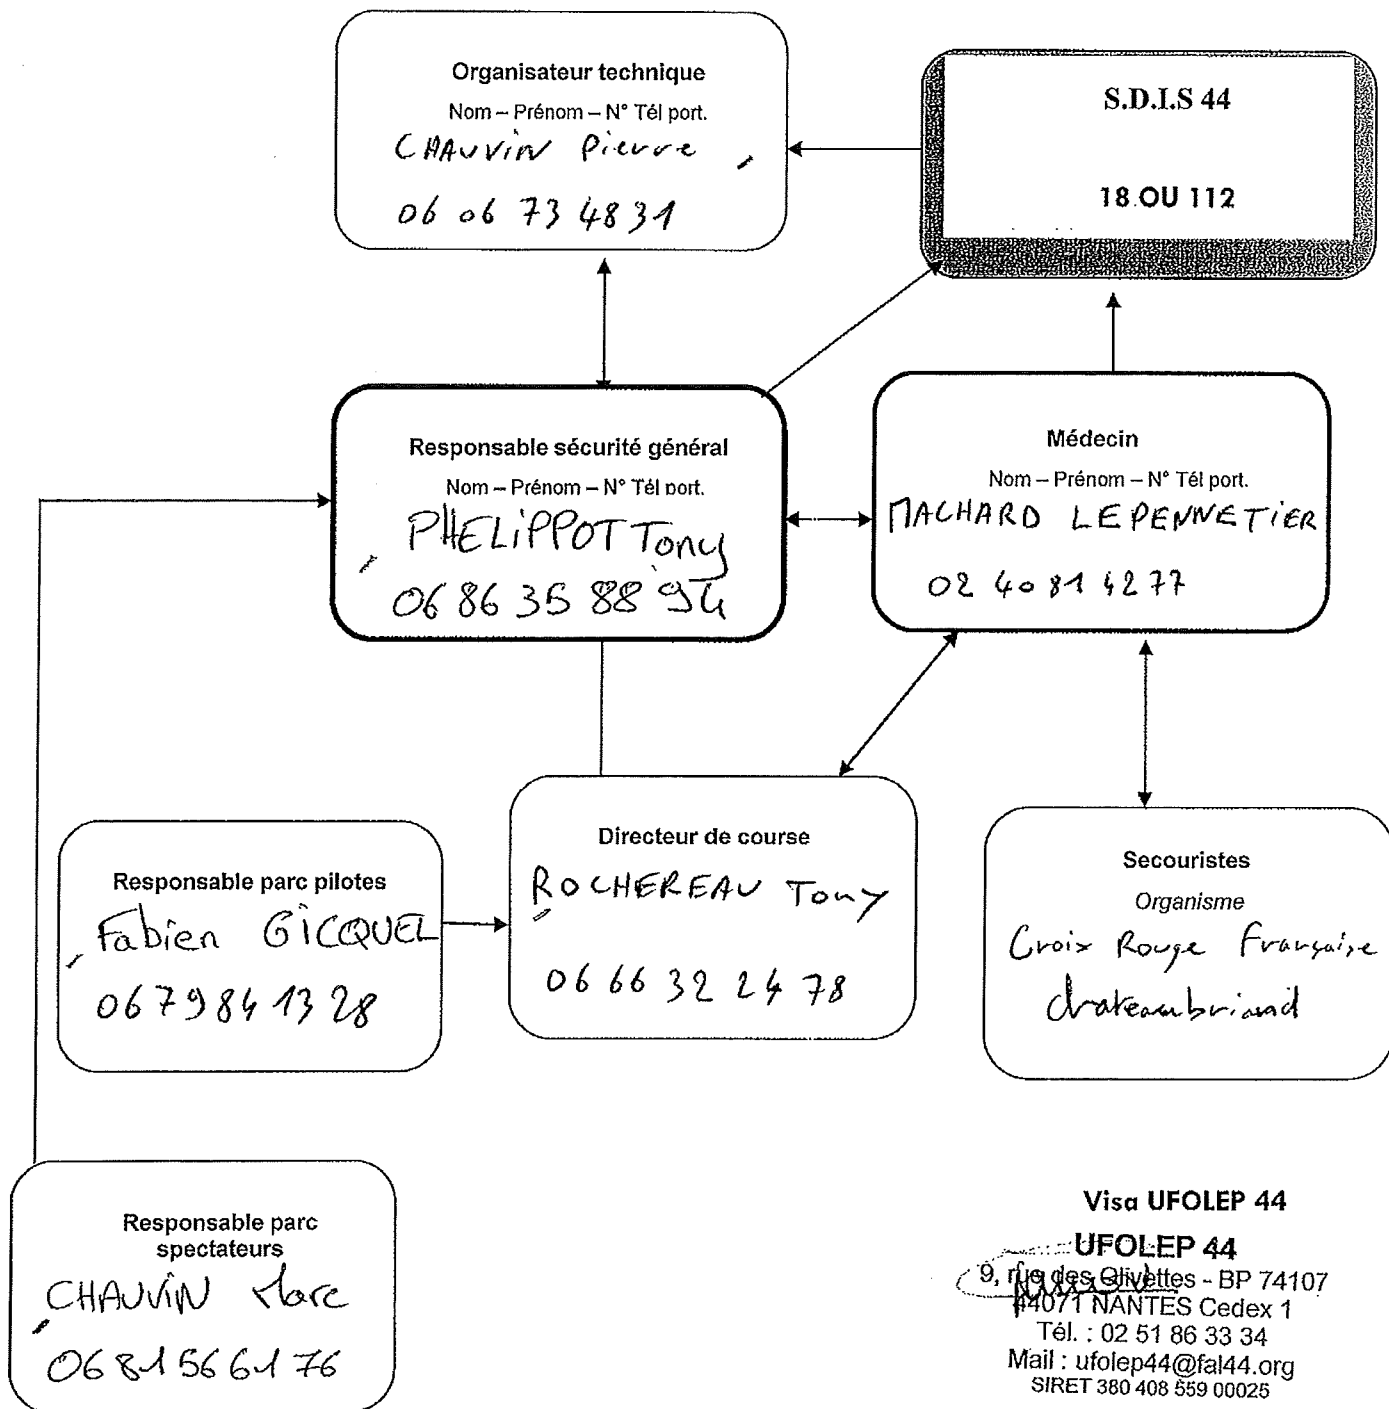 Organisateur technique
Nom – Prénom – N° Tél port.
CHAUVIN Pierre
06 06 73 48 31
S.D.I.S 44
18 OU 112
Responsable sécurité général
Nom – Prénom – N° Tél port.
PHELIPPOT Tony
06 86 35 88 94
Médecin
Nom – Prénom – N° Tél port.
MACHARD LEPENNETIER
02 40 81 42 77
Responsable parc pilotes
Fabien GICQUEL
06 79 84 13 28
Directeur de course
ROCHEREAU Tony
06 66 32 24 78
Secouristes
Organisme
Croix Rouge Française
chateaubriand
Responsable parc
spectateurs
CHAUVIN Marc
06 81 56 61 76
Visa UFOLEP 44
UFOLEP 44
9, rue des Olivettes - BP 74107
44071 NANTES Cedex 1
Tél. : 02 51 86 33 34
Mail : ufolep44@fal44.org
SIRET 380 408 559 00025